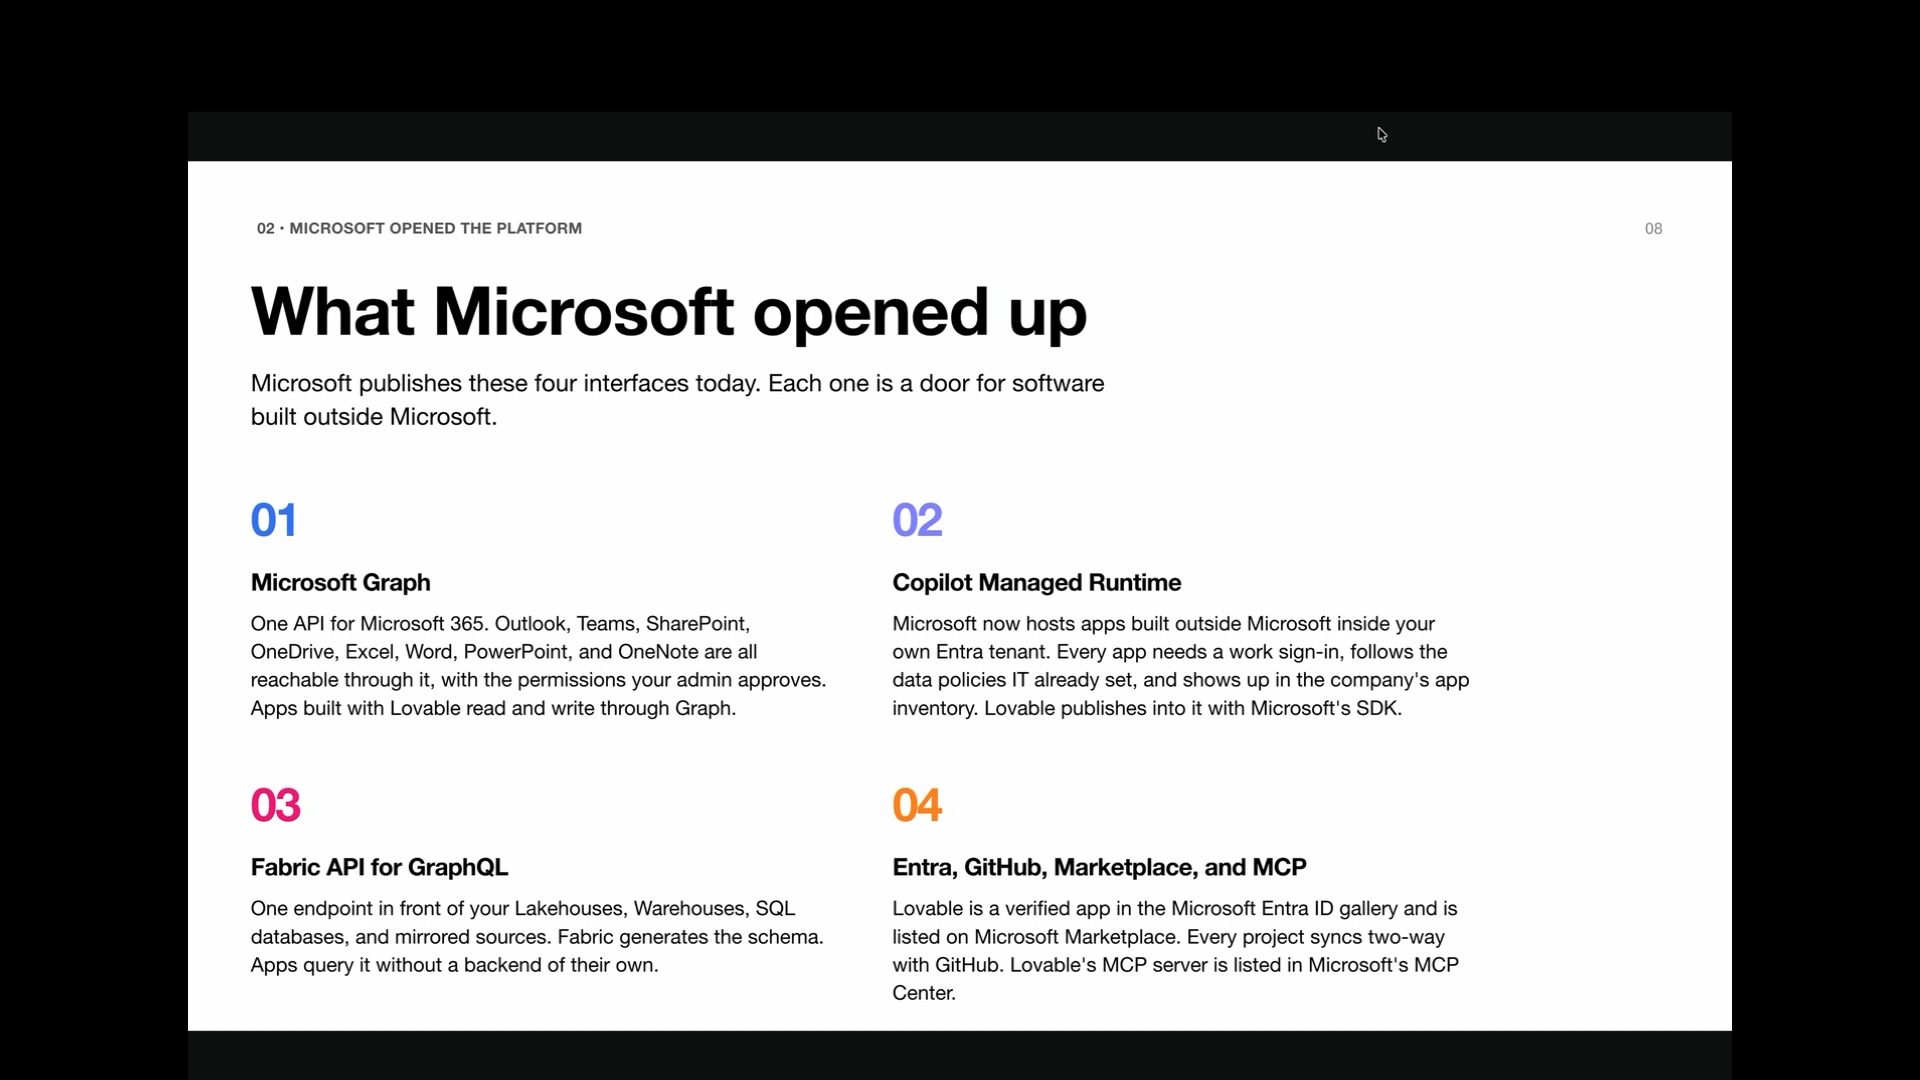 02 • MICROSOFT OPENED THE PLATFORM
08
What Microsoft opened up
Microsoft publishes these four interfaces today. Each one is a door for software
built outside Microsoft.
01
Microsoft Graph
One API for Microsoft 365. Outlook, Teams, SharePoint,
OneDrive, Excel, Word, PowerPoint, and OneNote are all
reachable through it, with the permissions your admin approves.
Apps built with Lovable read and write through Graph.
02
Copilot Managed Runtime
Microsoft now hosts apps built outside Microsoft inside your
own Entra tenant. Every app needs a work sign-in, follows the
data policies IT already set, and shows up in the company's app
inventory. Lovable publishes into it with Microsoft's SDK.
03
Fabric API for GraphQL
One endpoint in front of your Lakehouses, Warehouses, SQL
databases, and mirrored sources. Fabric generates the schema.
Apps query it without a backend of their own.
04
Entra, GitHub, Marketplace, and MCP
Lovable is a verified app in the Microsoft Entra ID gallery and is
listed on Microsoft Marketplace. Every project syncs two-way
with GitHub. Lovable's MCP server is listed in Microsoft's MCP
Center.